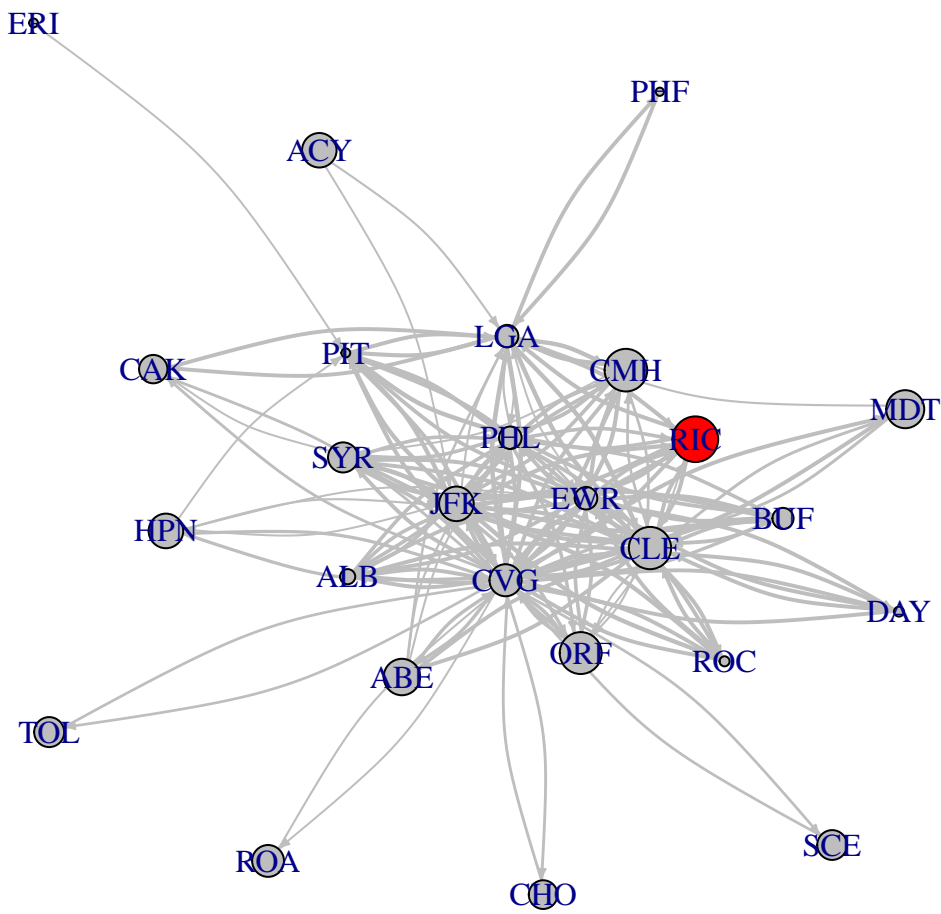 ERI
PHF
ACY
LGA
PIT
CAK
CMH
MDT
PHL
RIC
SYR
JFK
EWR
BUF
HPN
CLE
ALB
CVG
DAY
ORF
ROC
ABE
TOL
SCE
ROA
CHO